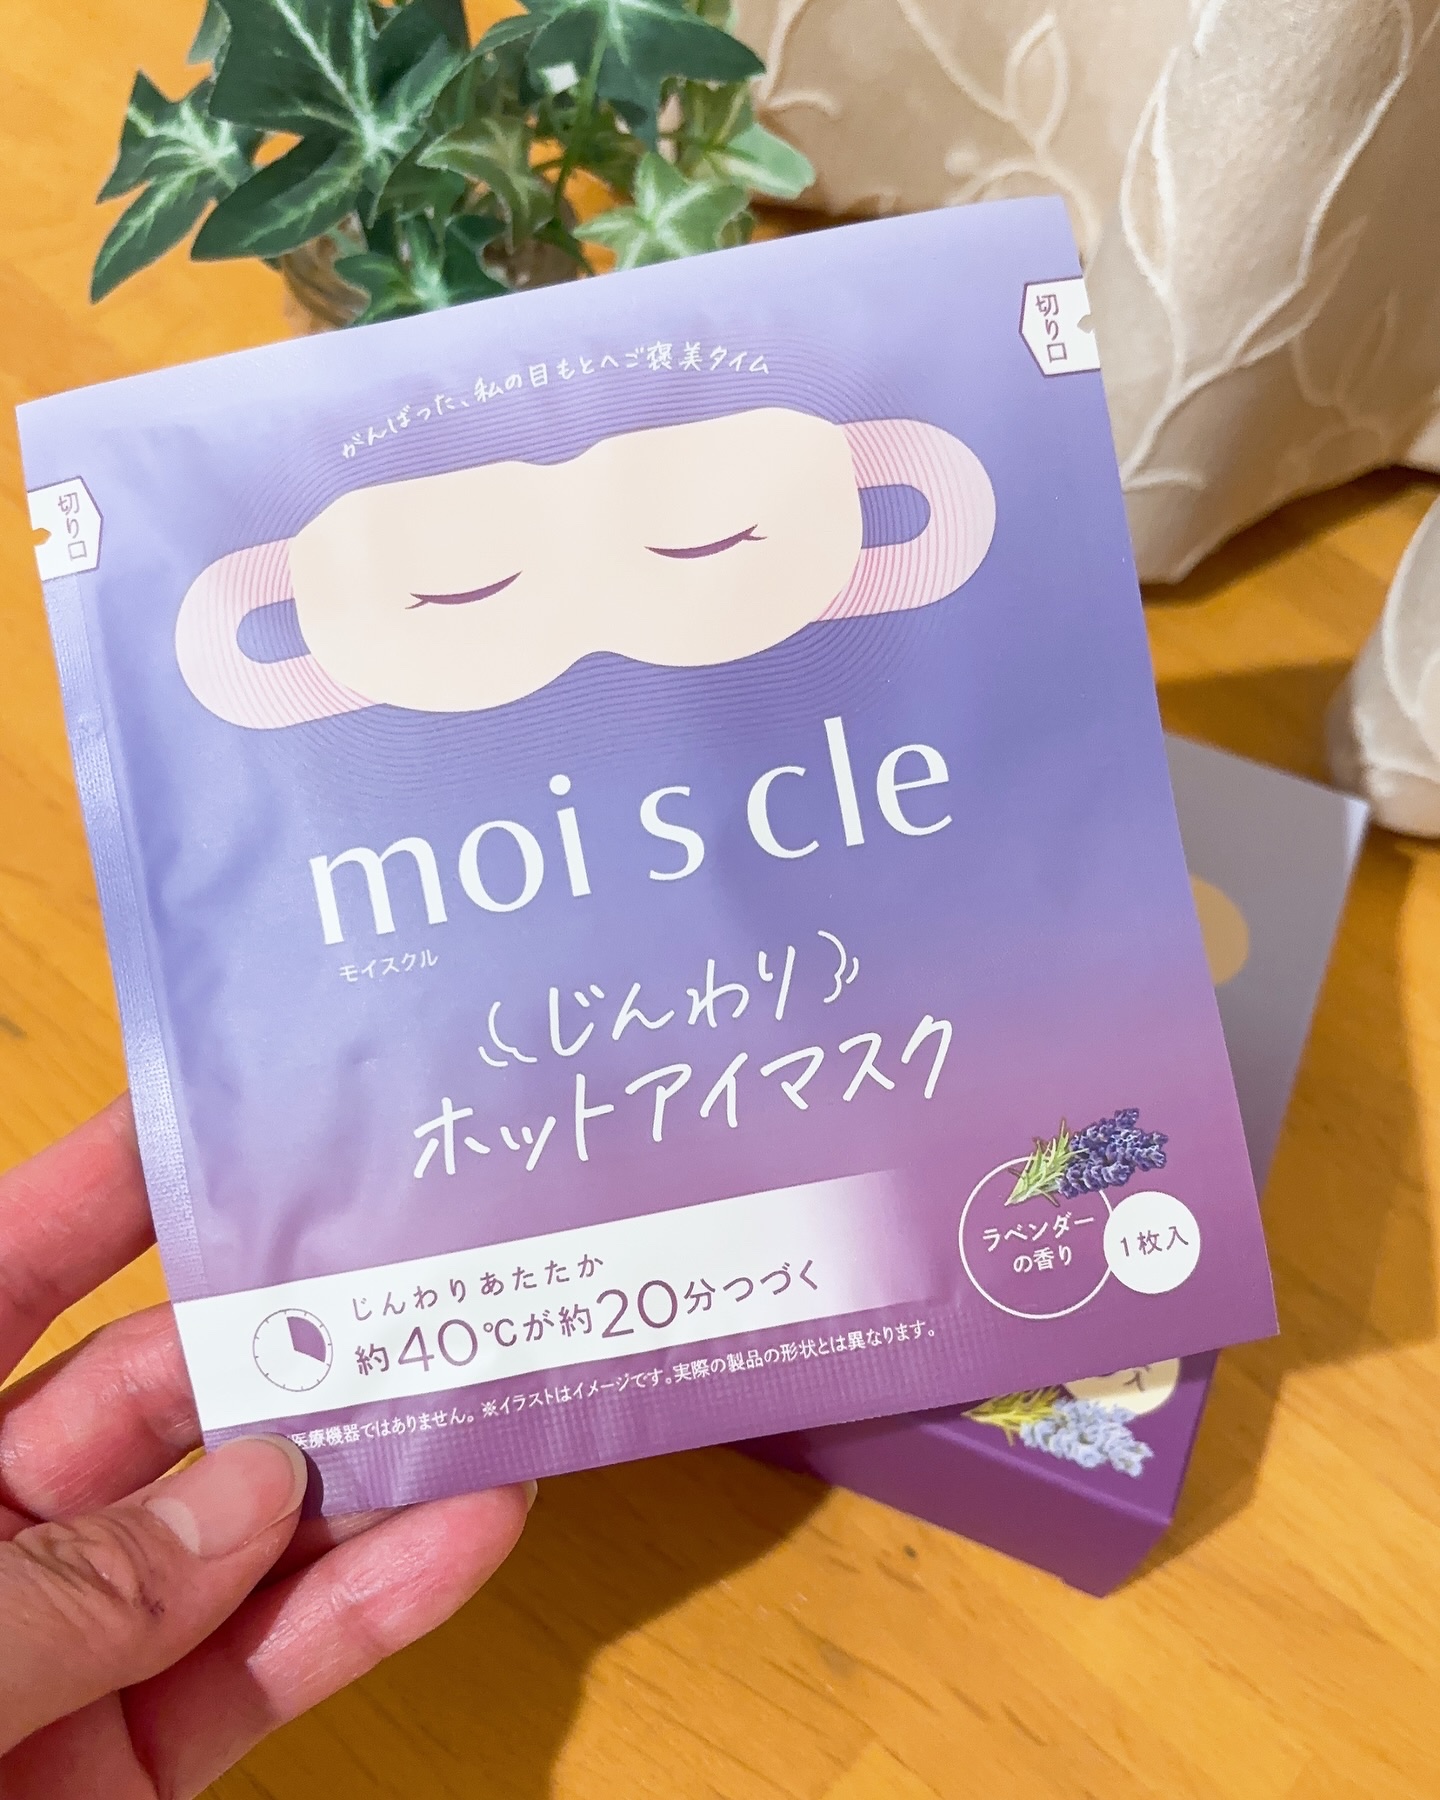 がんばった、私の目もとへご褒美タイム
切り口
切り口
moi s cle
モイスクル
じんわり
ホットアイマスク
ラベンダー
の香り
1枚入
じんわりあたたか
約40℃が約20分つづく
医療機器ではありません。※イラストはイメージです。実際の製品の形状とは異なります。